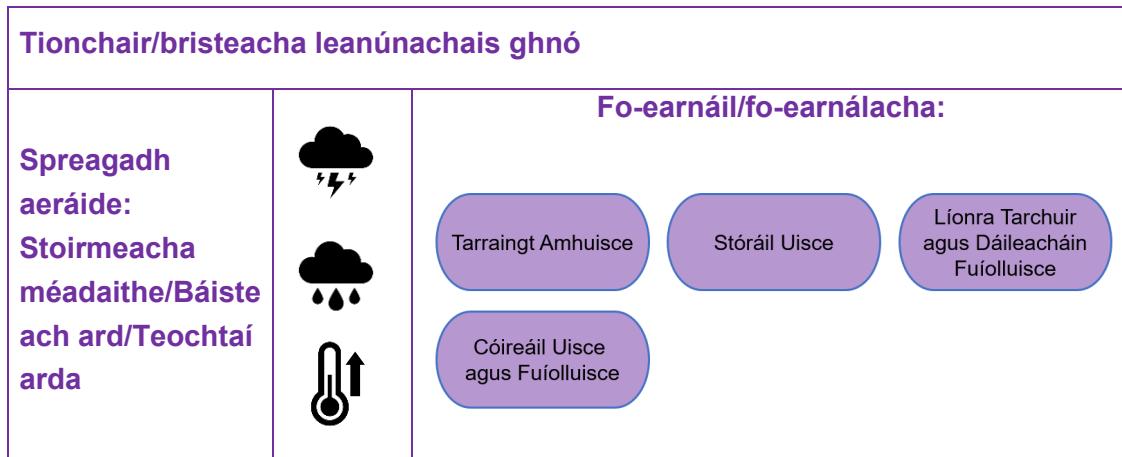 Tionchair/bristeacha leanúnachais ghnó
Spreagadh
aeráide:
Stoirmeacha
méadaithe/Báiste
ach ard/Teochtaí
arda
Fo-earnáil/fo-earnálacha:
Tarraingt Amhuisce
Stóráil Uisce
Líonra Tarchuir
agus Dáileacháin
Fuíolluisce
Cóireáil Uisce
agus Fuíolluisce